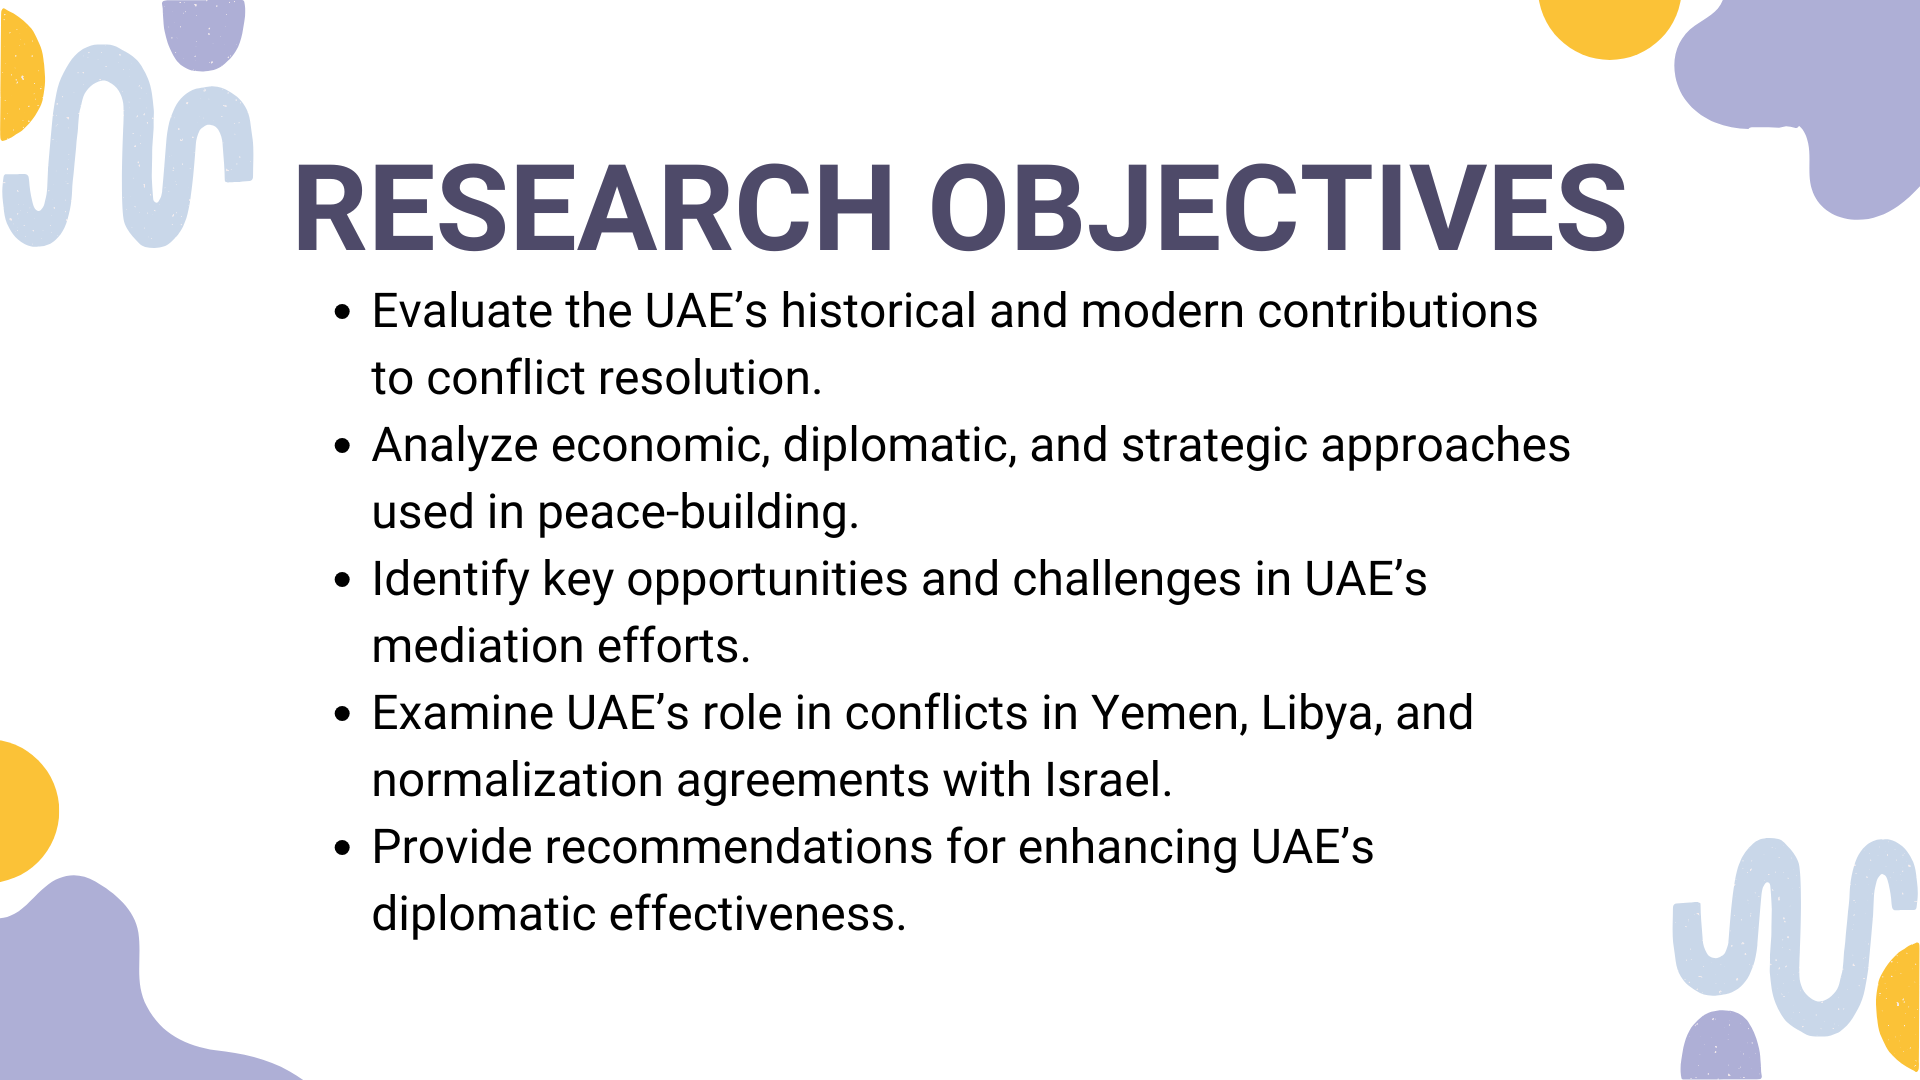 RESEARCH OBJECTIVES
• Evaluate the UAE’s historical and modern contributions
to conflict resolution.
• Analyze economic, diplomatic, and strategic approaches
used in peace-building.
• Identify key opportunities and challenges in UAE’s
mediation efforts.
• Examine UAE’s role in conflicts in Yemen, Libya, and
normalization agreements with Israel.
• Provide recommendations for enhancing UAE’s
diplomatic effectiveness.